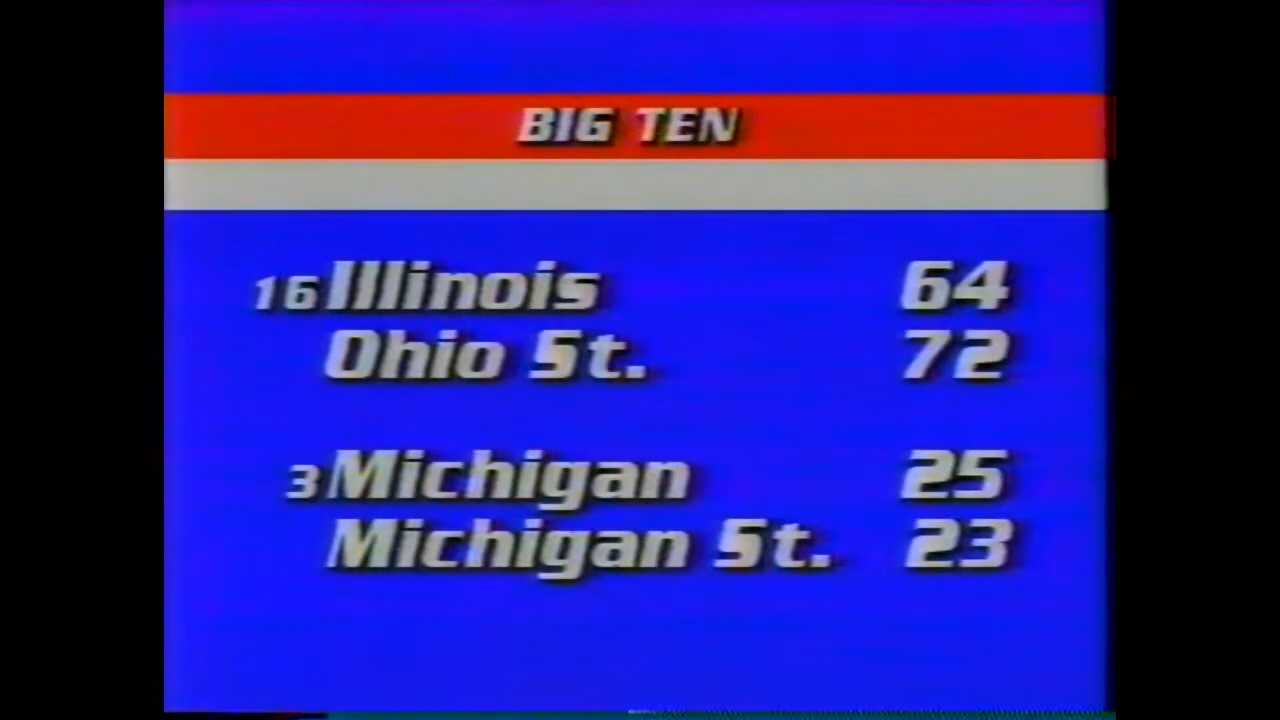 BIG TEN
16 Illinois 64
Ohio St. 72
3 Michigan 25
Michigan St. 23